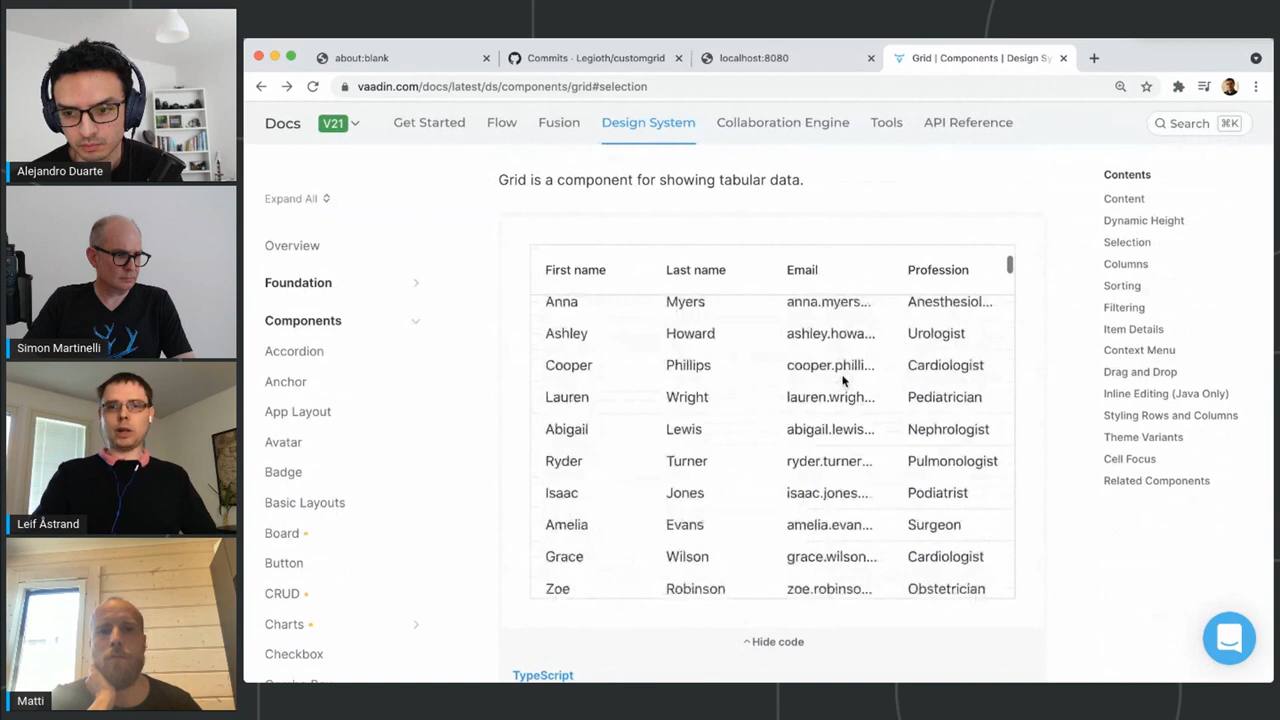 Alejandro Duarte
Simon Martinelli
Leif Åstrand
Matti
about:blank
Commits · Legioth/customgrid
localhost:8080
Grid | Components | Design Sy
vaadin.com/docs/latest/ds/components/grid#selection
Docs V21 Get Started Flow Fusion Design System Collaboration Engine Tools API Reference Search ⌘K
Expand All
Overview
Foundation
Components
Accordion
Anchor
App Layout
Avatar
Badge
Basic Layouts
Board
Button
CRUD
Charts
Checkbox
Grid is a component for showing tabular data.
First name Last name Email Profession
Anna Myers anna.myers... Anesthesiol...
Ashley Howard ashley.howa... Urologist
Cooper Phillips cooper.philli... Cardiologist
Lauren Wright lauren.wrigh... Pediatrician
Abigail Lewis abigail.lewis... Nephrologist
Ryder Turner ryder.turner... Pulmonologist
Isaac Jones isaac.jones... Podiatrist
Amelia Evans amelia.evan... Surgeon
Grace Wilson grace.wilson... Cardiologist
Zoe Robinson zoe.robinso... Obstetrician
Hide code
TypeScript
Contents
Content
Dynamic Height
Selection
Columns
Sorting
Filtering
Item Details
Context Menu
Drag and Drop
Inline Editing (Java Only)
Styling Rows and Columns
Theme Variants
Cell Focus
Related Components